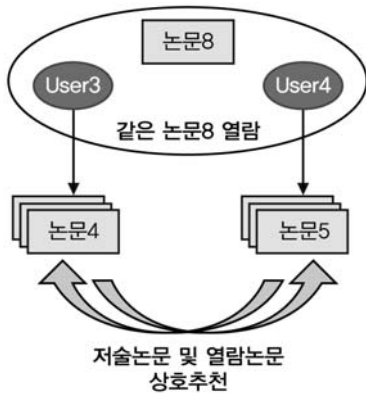 논문8
User3
User4
같은 논문8 열람
논문4
논문5
저술논문 및 열람논문
상호추천